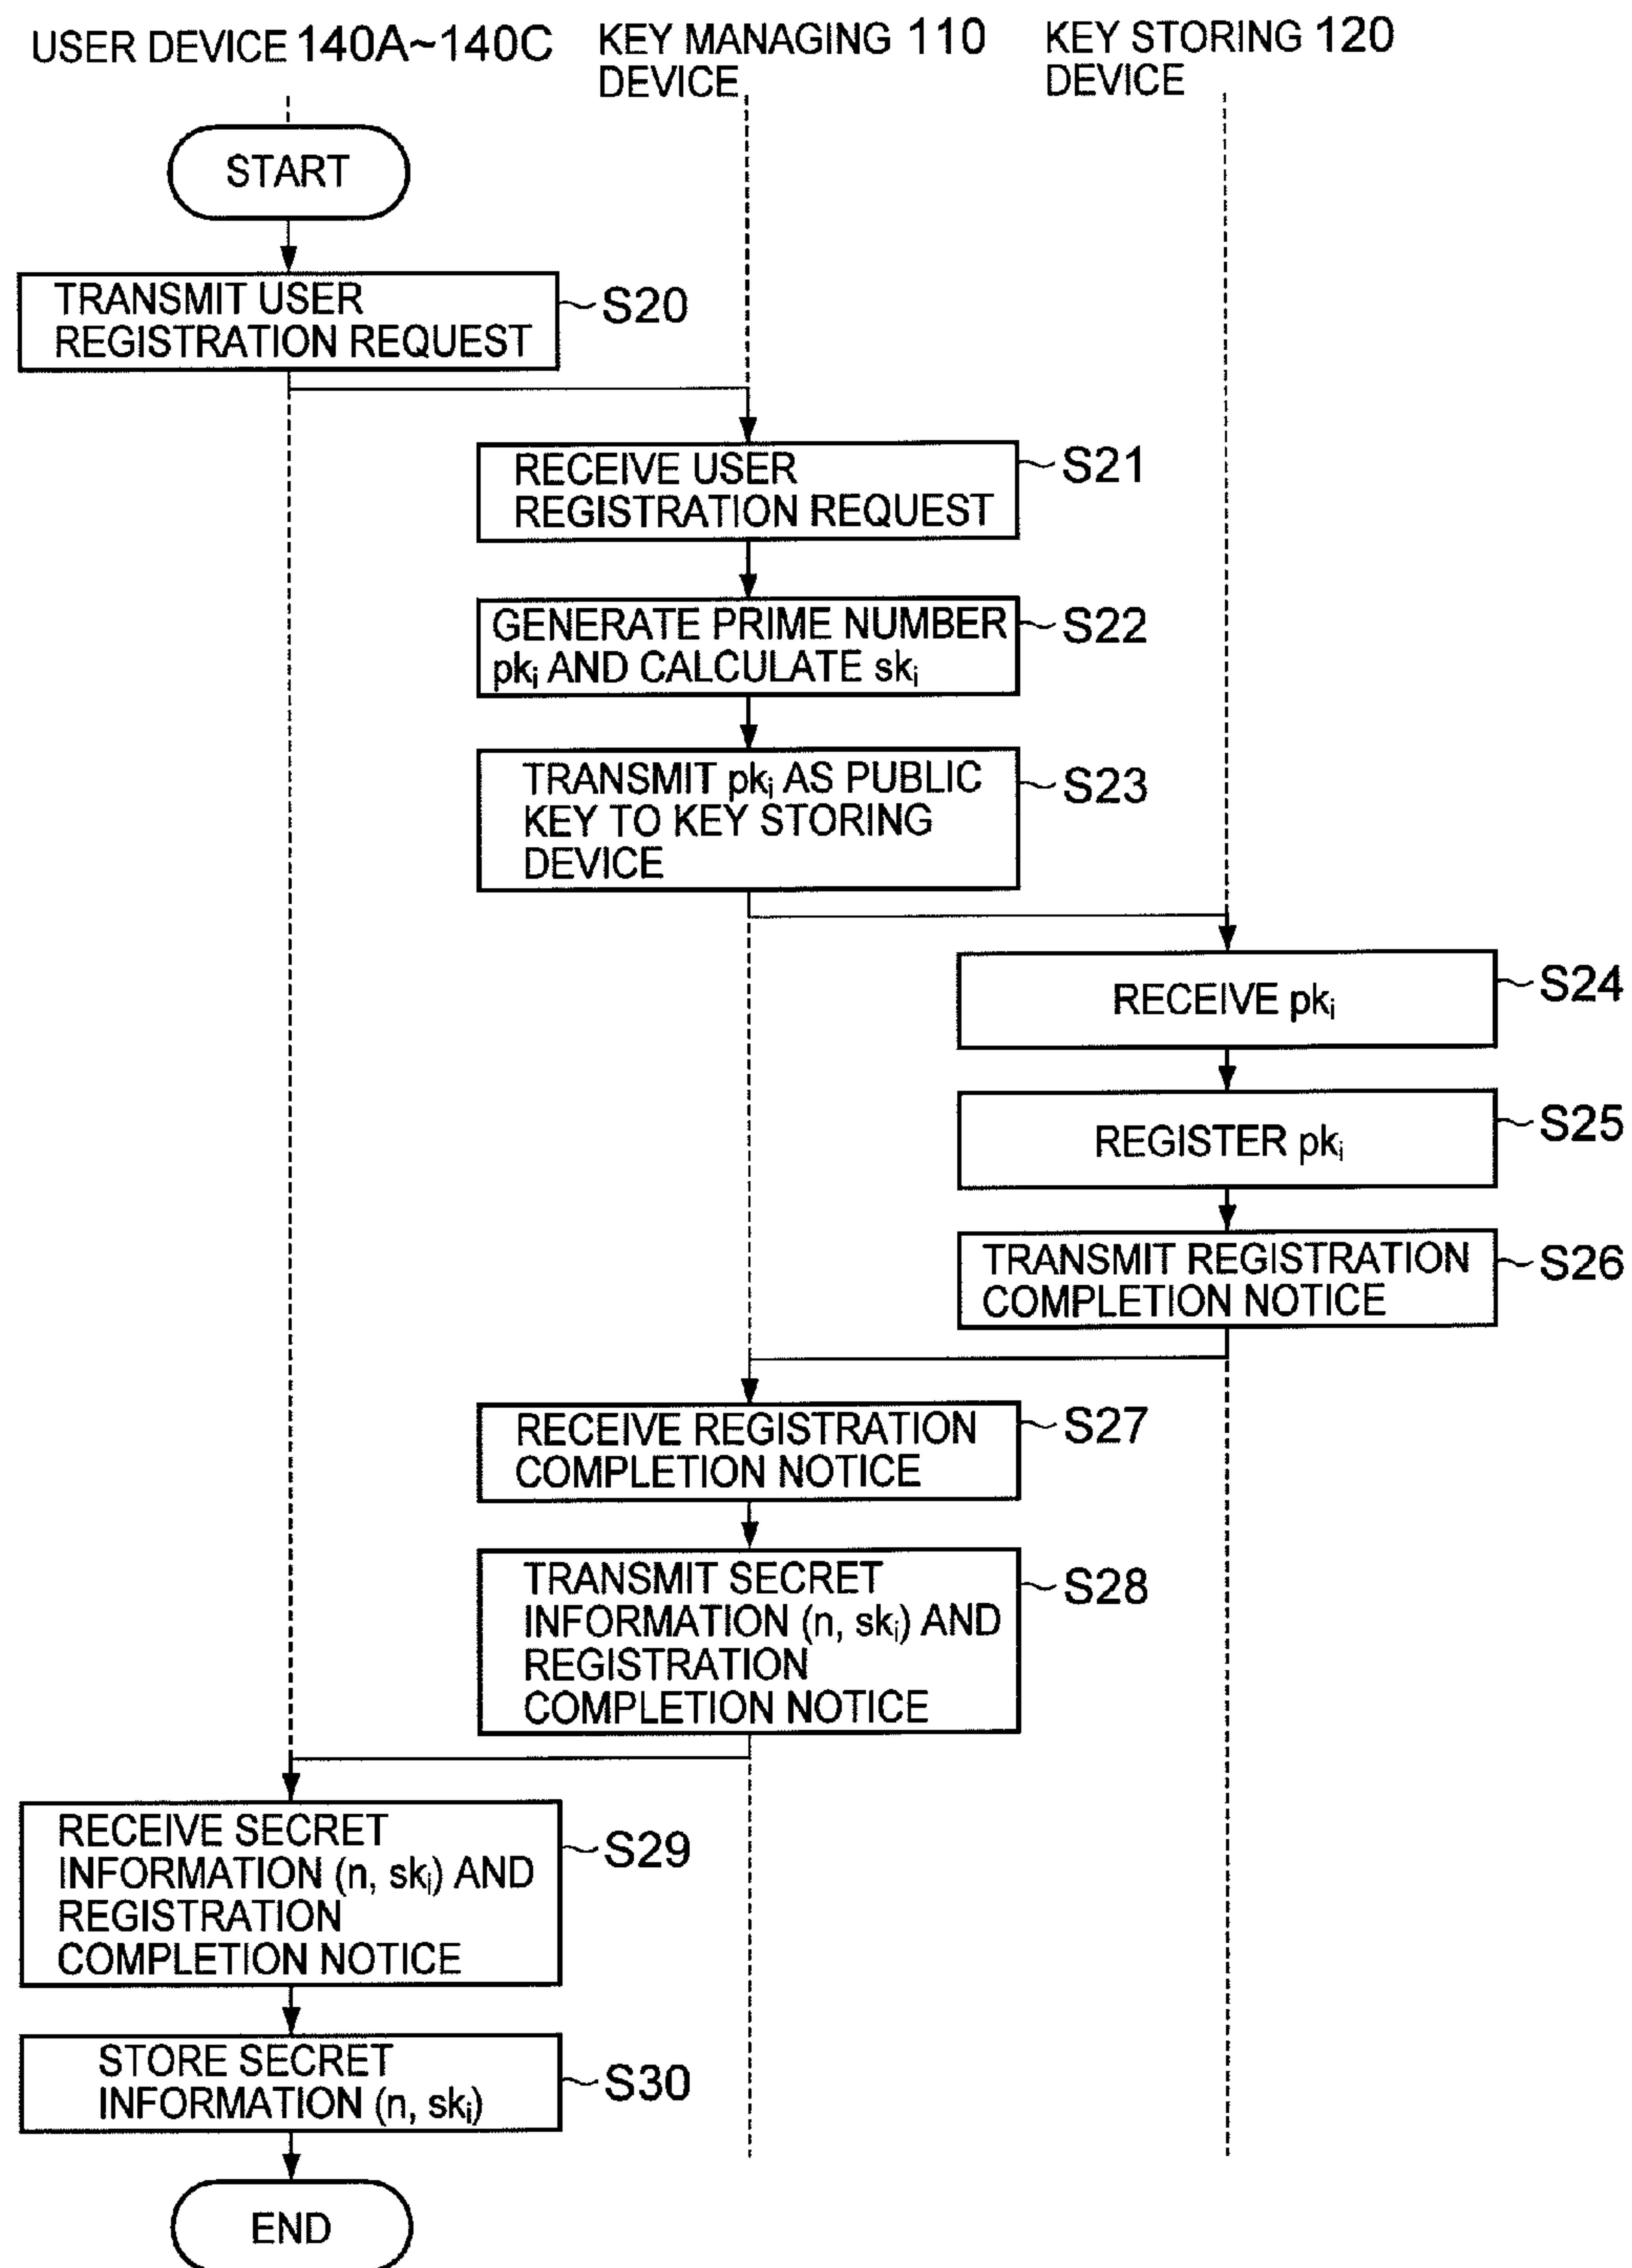 USER DEVICE 140A~140C
KEY MANAGING 110
DEVICE
KEY STORING 120
DEVICE
START
TRANSMIT USER
REGISTRATION REQUEST
S20
RECEIVE USER
REGISTRATION REQUEST
S21
GENERATE PRIME NUMBER
pki AND CALCULATE ski
S22
TRANSMIT pki AS PUBLIC
KEY TO KEY STORING
DEVICE
S23
RECEIVE pki
S24
REGISTER pki
S25
TRANSMIT REGISTRATION
COMPLETION NOTICE
S26
RECEIVE REGISTRATION
COMPLETION NOTICE
S27
TRANSMIT SECRET
INFORMATION (n, ski) AND
REGISTRATION
COMPLETION NOTICE
S28
RECEIVE SECRET
INFORMATION (n, ski) AND
REGISTRATION
COMPLETION NOTICE
S29
STORE SECRET
INFORMATION (n, ski)
S30
END